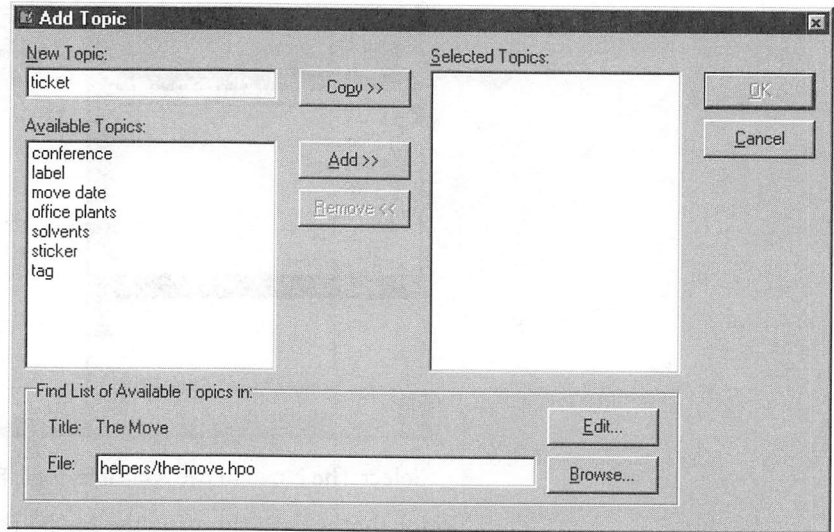 Add Topic
New Topic:
ticket
Copy >>
Selected Topics:
OK
Cancel
Available Topics:
conference
label
move date
office plants
solvents
sticker
tag
Add >>
Remove <<
Find List of Available Topics in:
Title: The Move
Edit...
File: helpers/the-move.hpo
Browse...